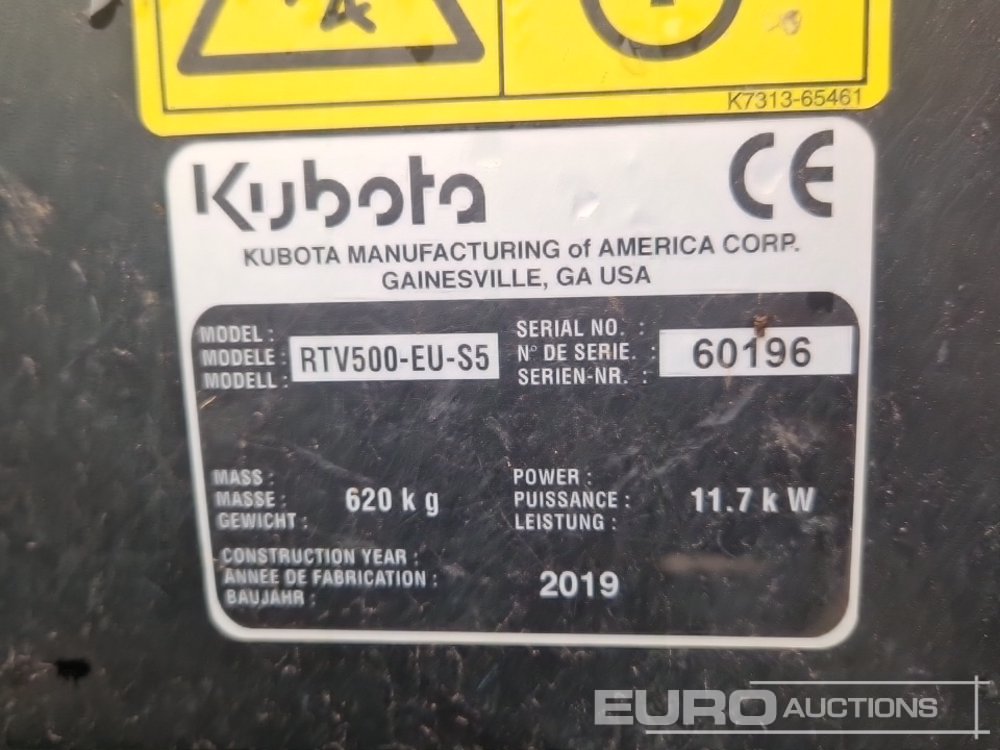 K7313-65461
Kubota
CE
KUBOTA MANUFACTURING of AMERICA CORP.
GAINESVILLE, GA USA
MODEL :
MODELE : RTV500-EU-S5
MODELL :
SERIAL NO. :
N° DE SERIE. : 60196
SERIEN-NR. :
MASS :
MASSE : 620 kg
GEWICHT :
POWER :
PUISSANCE : 11.7 kW
LEISTUNG :
CONSTRUCTION YEAR :
ANNEE DE FABRICATION : 2019
BAUJAHR :
EURO AUCTIONS